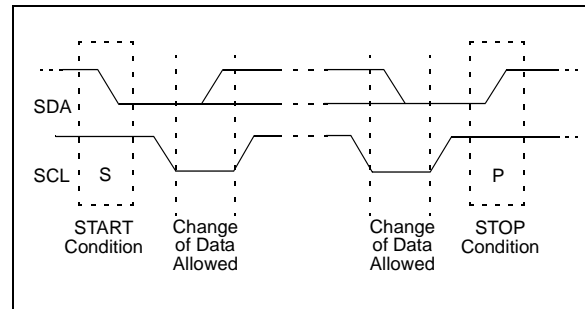 SDA
SCL
S
P
START
Condition
Change
of Data
Allowed
Change
of Data
Allowed
STOP
Condition